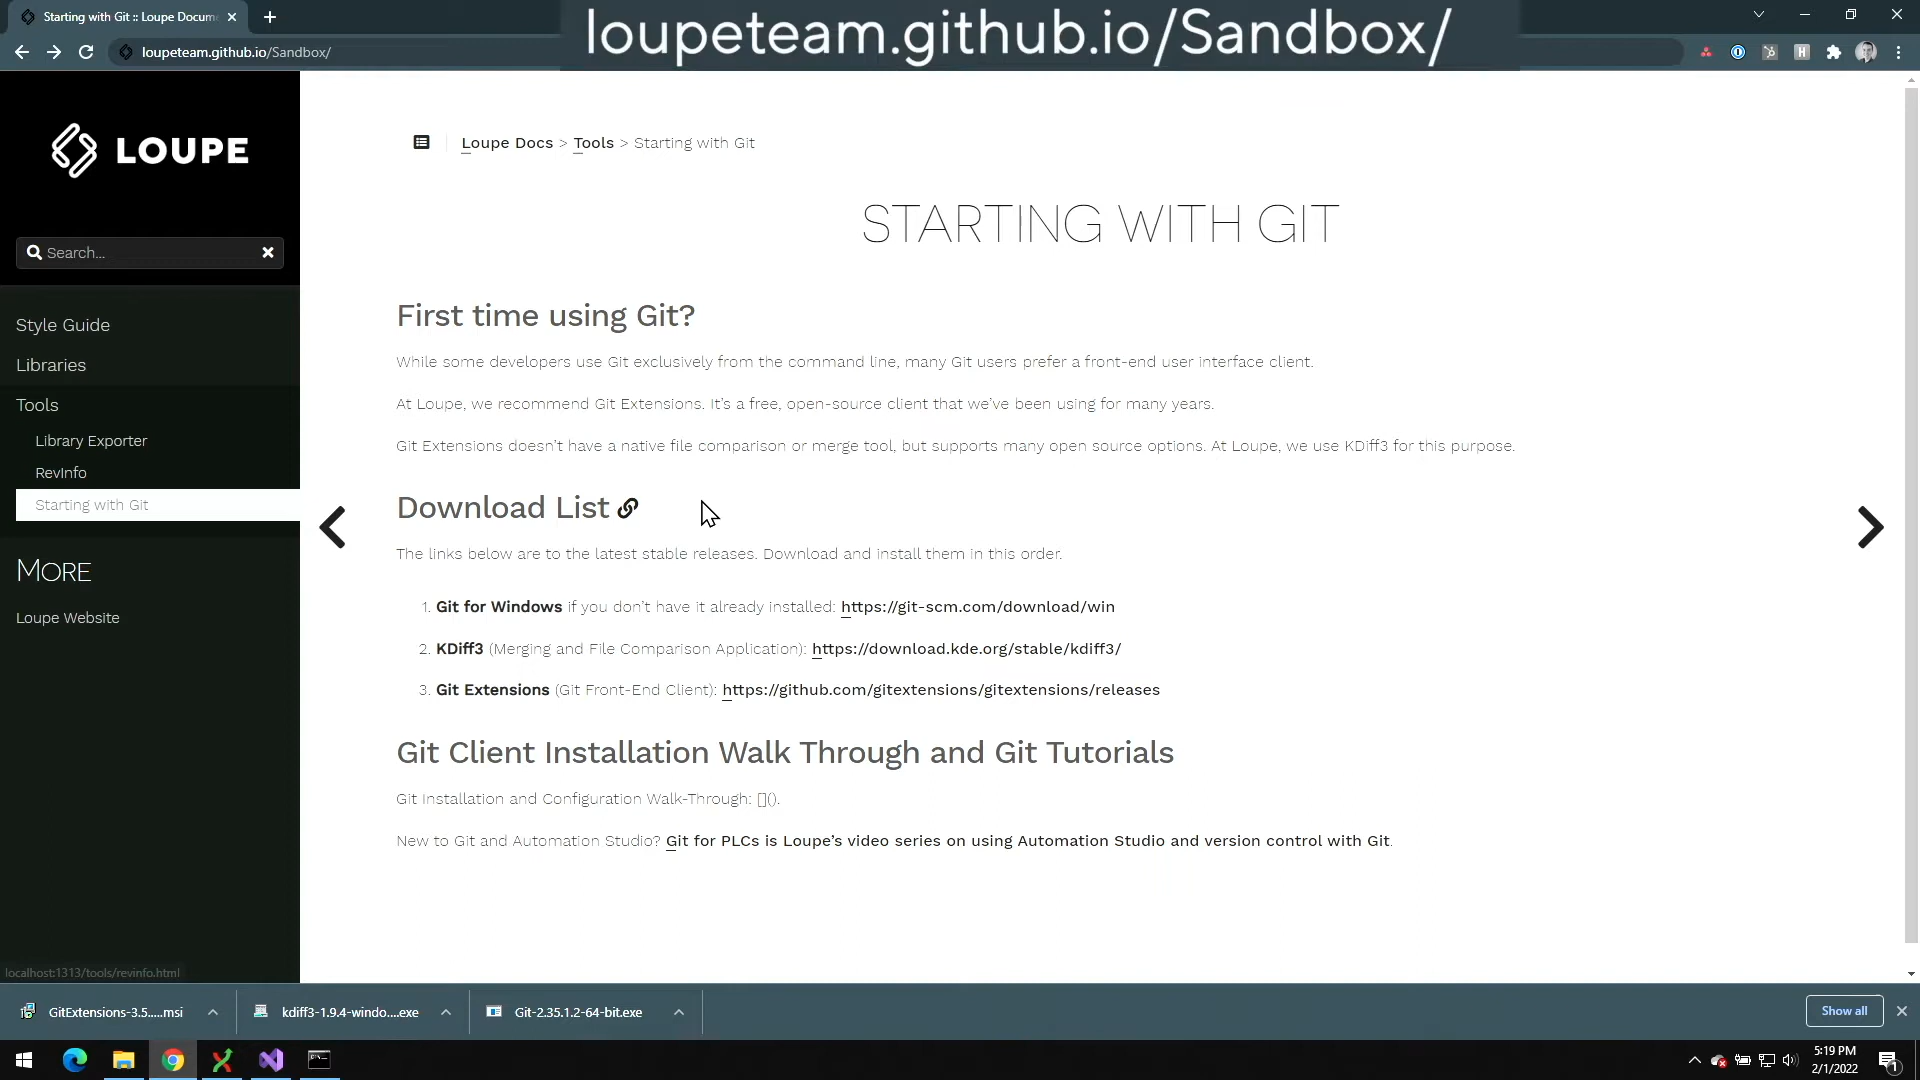 Starting with Git :: Loupe Docum
loupeteam.github.io/Sandbox/
loupeteam.github.io/Sandbox/
LOUPE
Search...
Style Guide
Libraries
Tools
Library Exporter
RevInfo
Starting with Git
MORE
Loupe Website
localhost:1313/tools/revinfo.html
Loupe Docs > Tools > Starting with Git
STARTING WITH GIT
First time using Git?
While some developers use Git exclusively from the command line, many Git users prefer a front-end user interface client.
At Loupe, we recommend Git Extensions. It's a free, open-source client that we've been using for many years.
Git Extensions doesn't have a native file comparison or merge tool, but supports many open source options. At Loupe, we use KDiff3 for this purpose.
Download List
The links below are to the latest stable releases. Download and install them in this order.
1. Git for Windows if you don't have it already installed: https://git-scm.com/download/win
2. KDiff3 (Merging and File Comparison Application): https://download.kde.org/stable/kdiff3/
3. Git Extensions (Git Front-End Client): https://github.com/gitextensions/gitextensions/releases
Git Client Installation Walk Through and Git Tutorials
Git Installation and Configuration Walk-Through: []().
New to Git and Automation Studio? Git for PLCs is Loupe's video series on using Automation Studio and version control with Git.
GitExtensions-3.5.....msi
kdiff3-1.9.4-windo....exe
Git-2.35.1.2-64-bit.exe
Show all
5:19 PM
2/1/2022
1